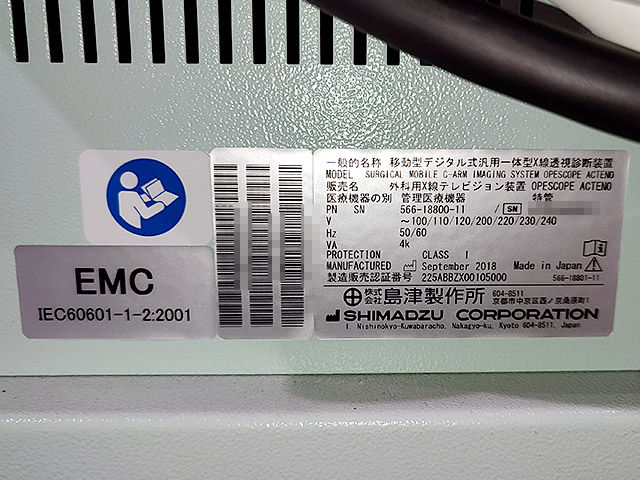 EMC
IEC60601-1-2:2001
一般的名称 移動型デジタル式汎用一体型X線透視診断装置
MODEL SURGICAL MOBILE C-ARM IMAGING SYSTEM OPESCOPE ACTENO
販売名 外科用X線テレビジョン装置 OPESCOPE ACTENO
医療機器の別 管理医療機器 特管
PN SN 566-18800-11 / SN
V ~100/110/120/200/220/230/240
Hz 50/60
VA 4k
PROTECTION CLASS I
MANUFACTURED September 2018 Made in Japan
製造販売認証番号 225ABBZX00105000 566-18801-11
株式会社 島津製作所 604-8511
京都市中京区西ノ京桑原町1
SHIMADZU CORPORATION
1, Nishinokyo-Kuwabaracho, Nakagyo-ku, Kyoto 604-8511, Japan